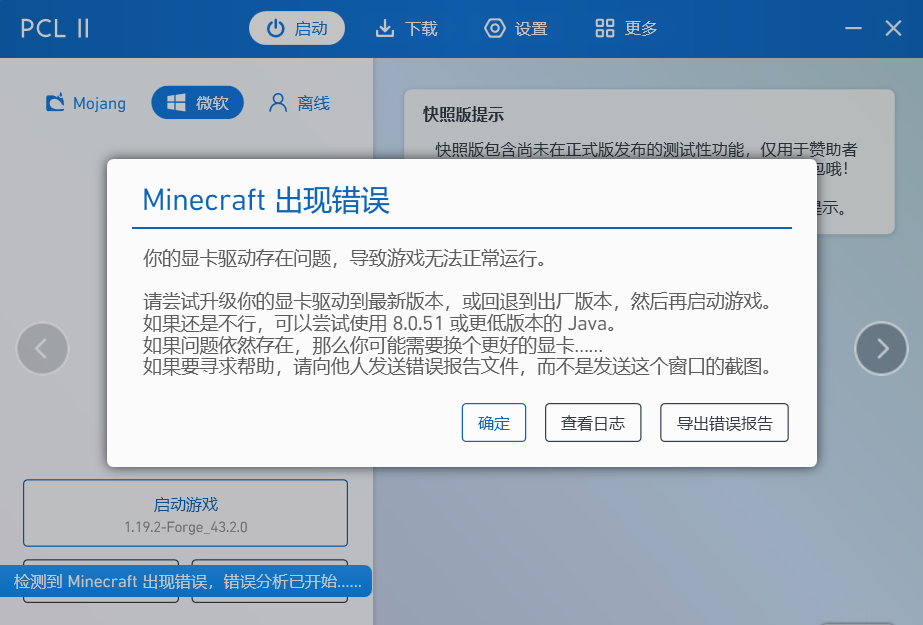 PCL II
启动
下载
设置
更多
Mojang
微软
离线
快照版提示
快照版包含尚未在正式版发布的测试性功能，仅用于赞助者
包哦！
提示。
Minecraft 出现错误
你的显卡驱动存在问题，导致游戏无法正常运行。
请尝试升级你的显卡驱动到最新版本，或回退到出厂版本，然后再启动游戏。
如果还是不行，可以尝试使用 8.0.51 或更低版本的 Java。
如果问题依然存在，那么你可能需要换个更好的显卡……
如果要寻求帮助，请向他人发送错误报告文件，而不是发送这个窗口的截图。
确定
查看日志
导出错误报告
启动游戏
1.19.2-Forge_43.2.0
检测到 Minecraft 出现错误，错误分析已开始……